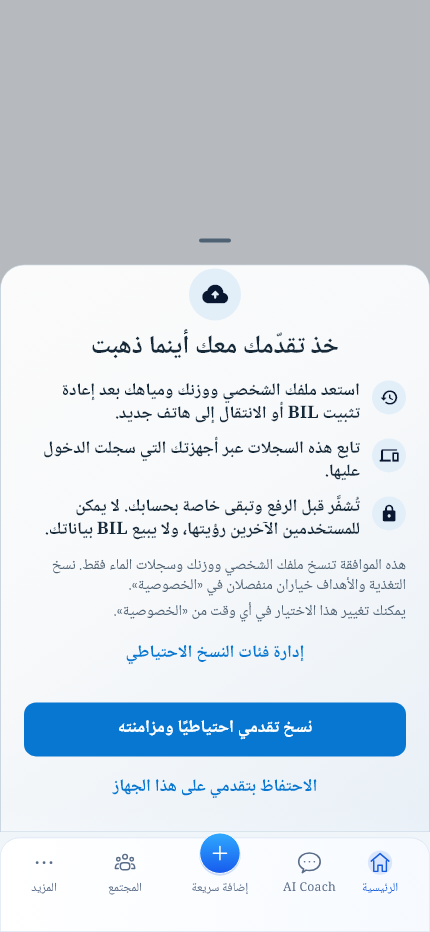 خذ تقدّمك معك أينما ذهبت
استعد ملفك الشخصي ووزنك ومياهك بعد إعادة
تثبيت BIL أو الانتقال إلى هاتف جديد.
تابع هذه السجلات عبر أجهزتك التي سجلت الدخول
عليها.
تُشفَّر قبل الرفع وتبقى خاصة بحسابك. لا يمكن
للمستخدمين الآخرين رؤيتها، ولا يبيع BIL بياناتك.
هذه الموافقة تنسخ ملفك الشخصي ووزنك وسجلات الماء فقط. نسخ
التغذية والأهداف خياران منفصلان في «الخصوصية».
يمكنك تغيير هذا الاختيار في أي وقت من «الخصوصية».
إدارة فئات النسخ الاحتياطي
نسخ تقدمي احتياطيًا ومزامنته
الاحتفاظ بتقدمي على هذا الجهاز
الرئيسية
AI Coach
إضافة سريعة
المجتمع
المزيد